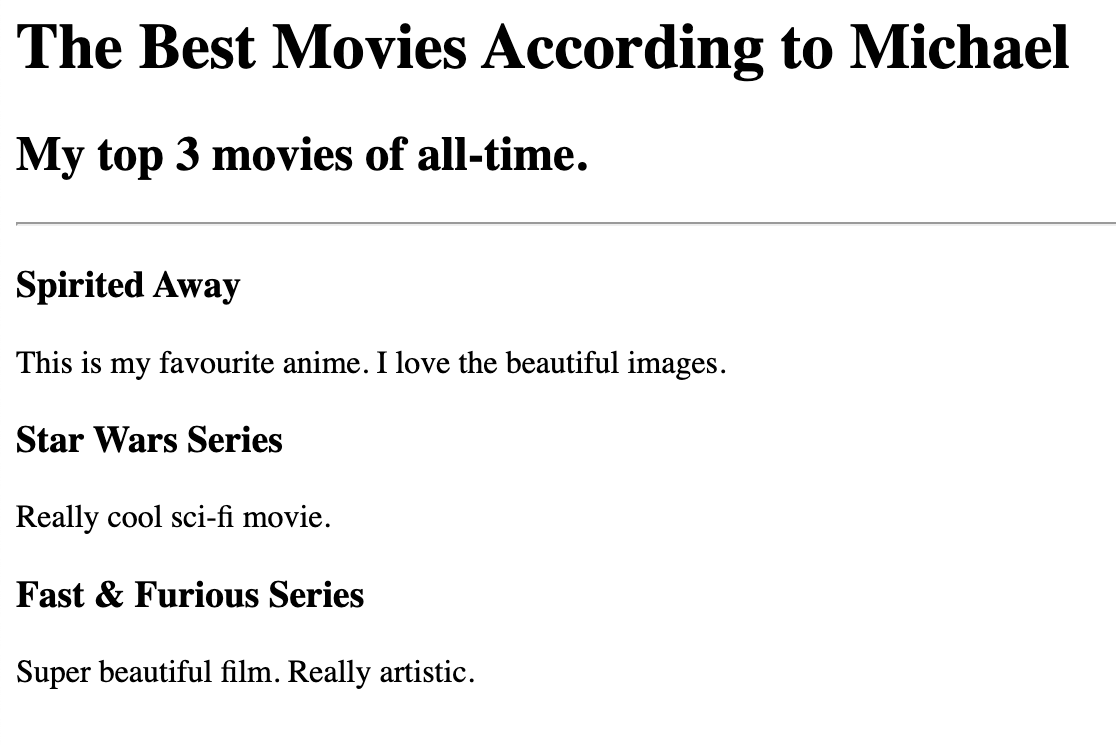 The Best Movies According to Michael
My top 3 movies of all-time.
Spirited Away
This is my favourite anime. I love the beautiful images.
Star Wars Series
Really cool sci-fi movie.
Fast & Furious Series
Super beautiful film. Really artistic.